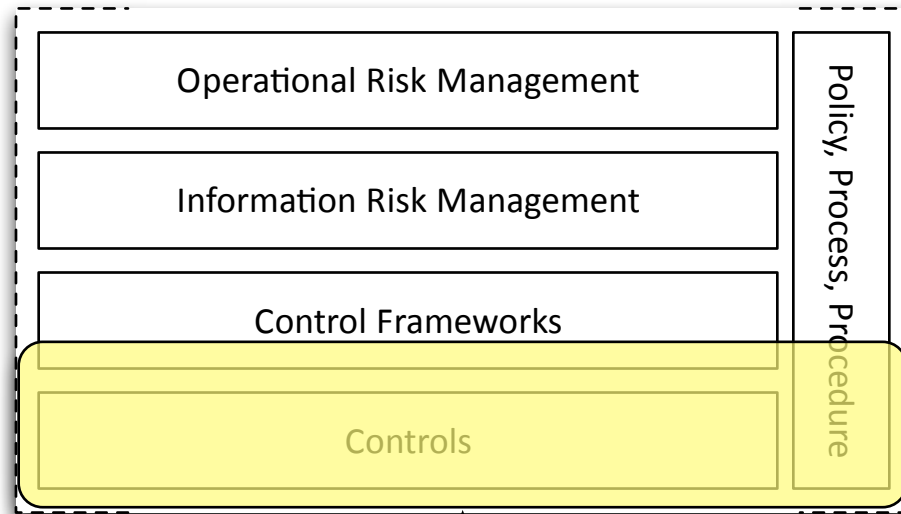 Operational Risk Management
Information Risk Management
Control Frameworks
Controls
Policy, Process, Procedure